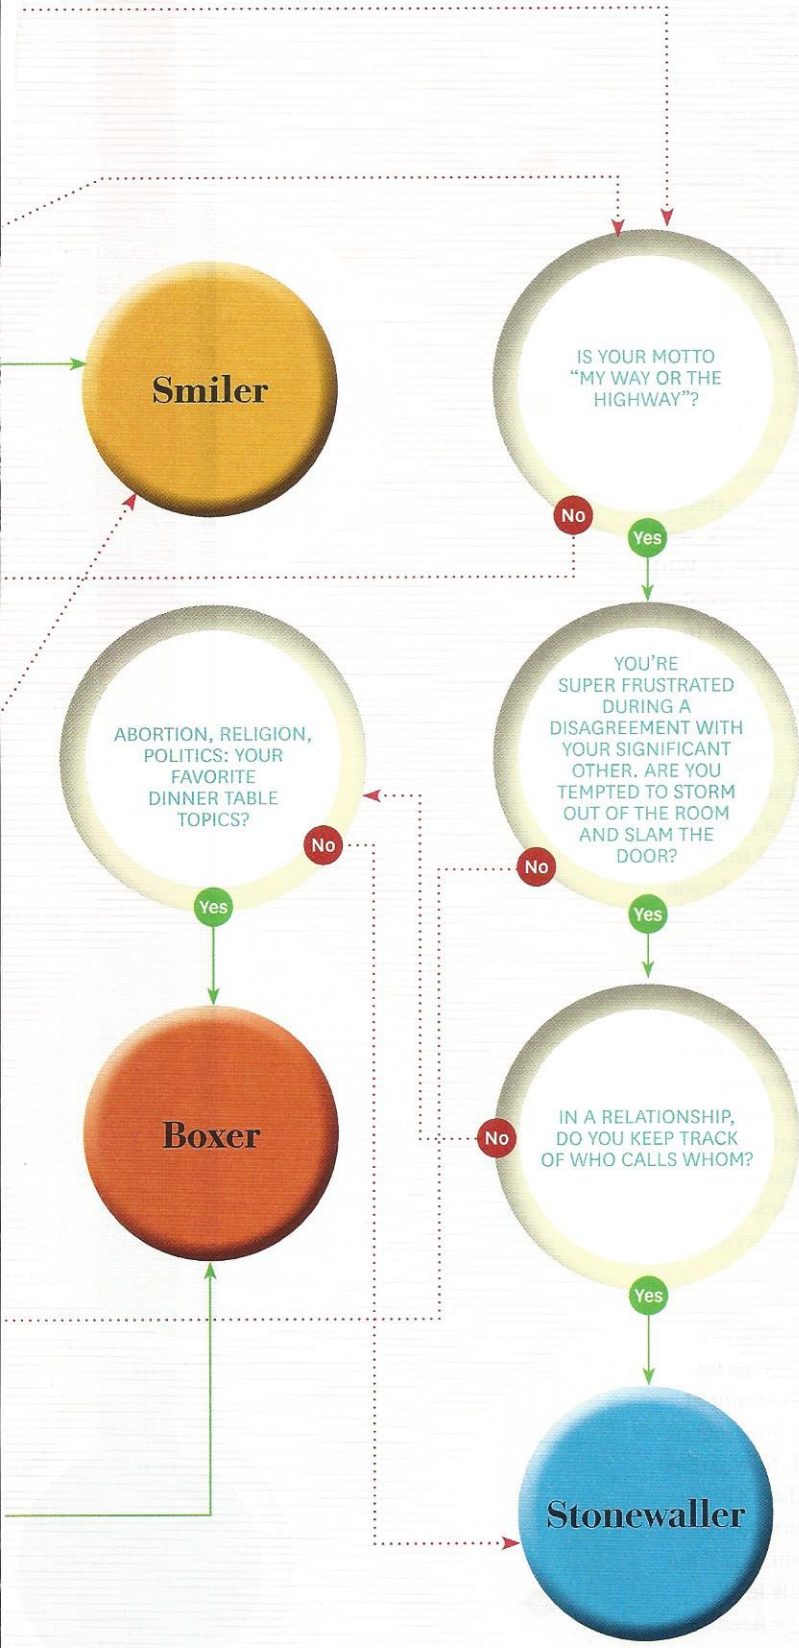 IS YOUR MOTTO
“MY WAY OR THE
HIGHWAY”?
Smiler
No
Yes
YOU’RE
SUPER FRUSTRATED
DURING A
DISAGREEMENT WITH
YOUR SIGNIFICANT
OTHER. ARE YOU
TEMPTED TO STORM
OUT OF THE ROOM
AND SLAM THE
DOOR?
No
Yes
ABORTION, RELIGION,
POLITICS: YOUR
FAVORITE
DINNER TABLE
TOPICS?
No
Yes
Boxer
IN A RELATIONSHIP,
DO YOU KEEP TRACK
OF WHO CALLS WHOM?
No
Yes
Stonewaller